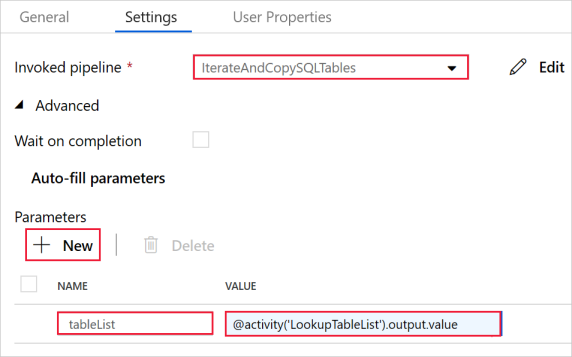 General Settings User Properties
Invoked pipeline * IterateAndCopySQLTables Edit
Advanced
Wait on completion
Auto-fill parameters
Parameters
New Delete
NAME VALUE
tableList @activity('LookupTableList').output.value